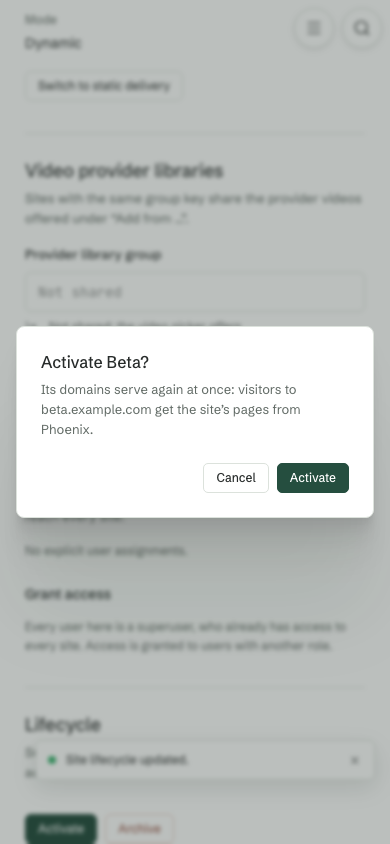 Mode
Dynamic
Switch to static delivery
Video provider libraries
Sites with the same group key share the provider videos
offered under "Add from …".
Provider library group
Not shared
Activate Beta?
Its domains serve again at once: visitors to
beta.example.com get the site's pages from
Phoenix.
Cancel
Activate
reach every site.
No explicit user assignments.
Grant access
Every user here is a superuser, who already has access to
every site. Access is granted to users with another role.
Lifecycle
Site lifecycle updated.
Activate
Archive